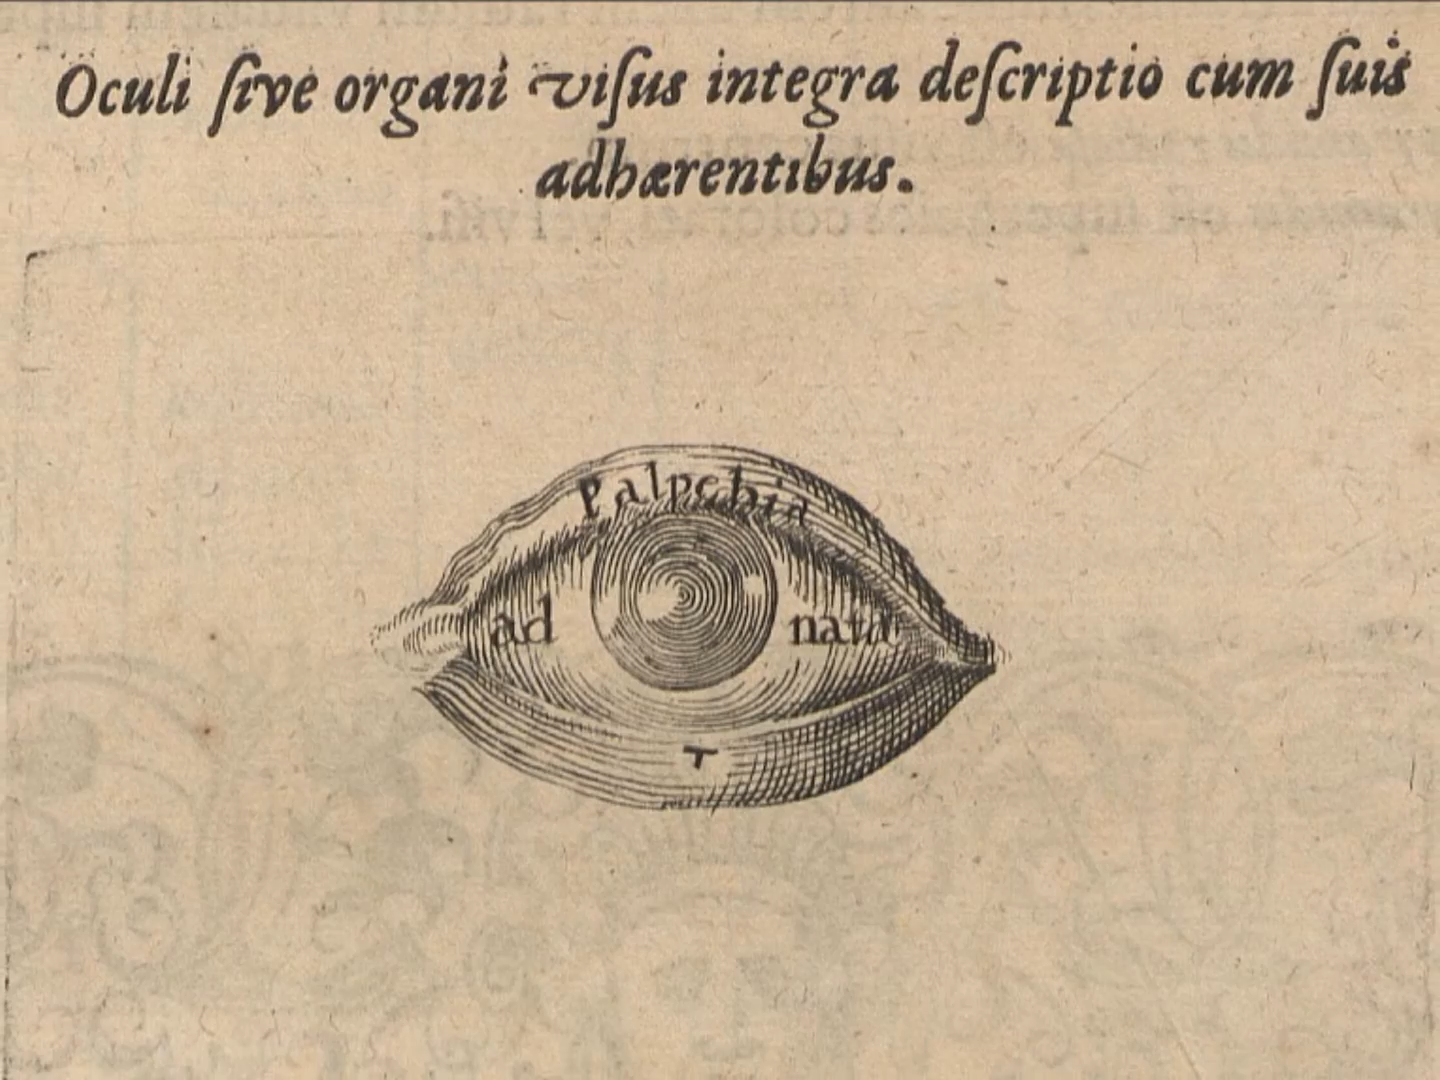 Oculi ſive organi viſus integra deſcriptio cum ſuis
adhærentibus.
Palpebra
ad nata
T